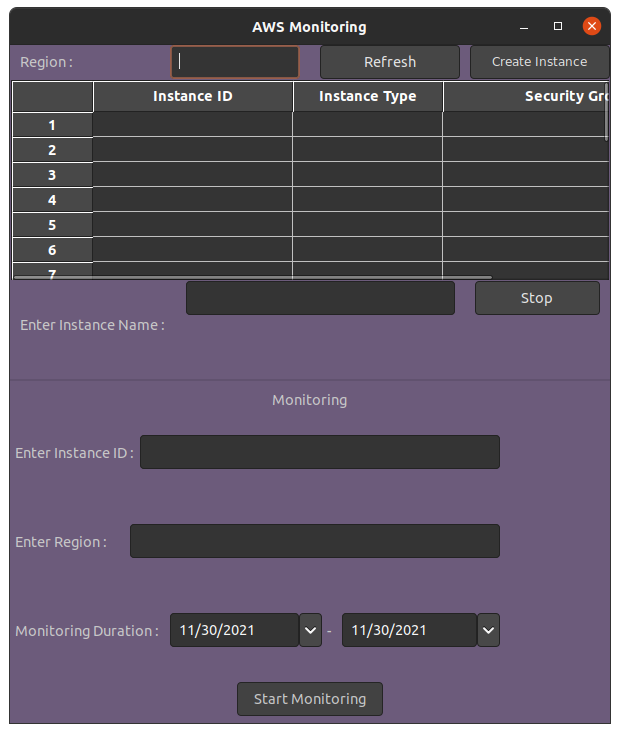 AWS Monitoring
Region : Refresh Create Instance
Instance ID Instance Type Security Gro
1
2
3
4
5
6
7
Stop
Enter Instance Name :
Monitoring
Enter Instance ID :
Enter Region :
Monitoring Duration : 11/30/2021 - 11/30/2021
Start Monitoring